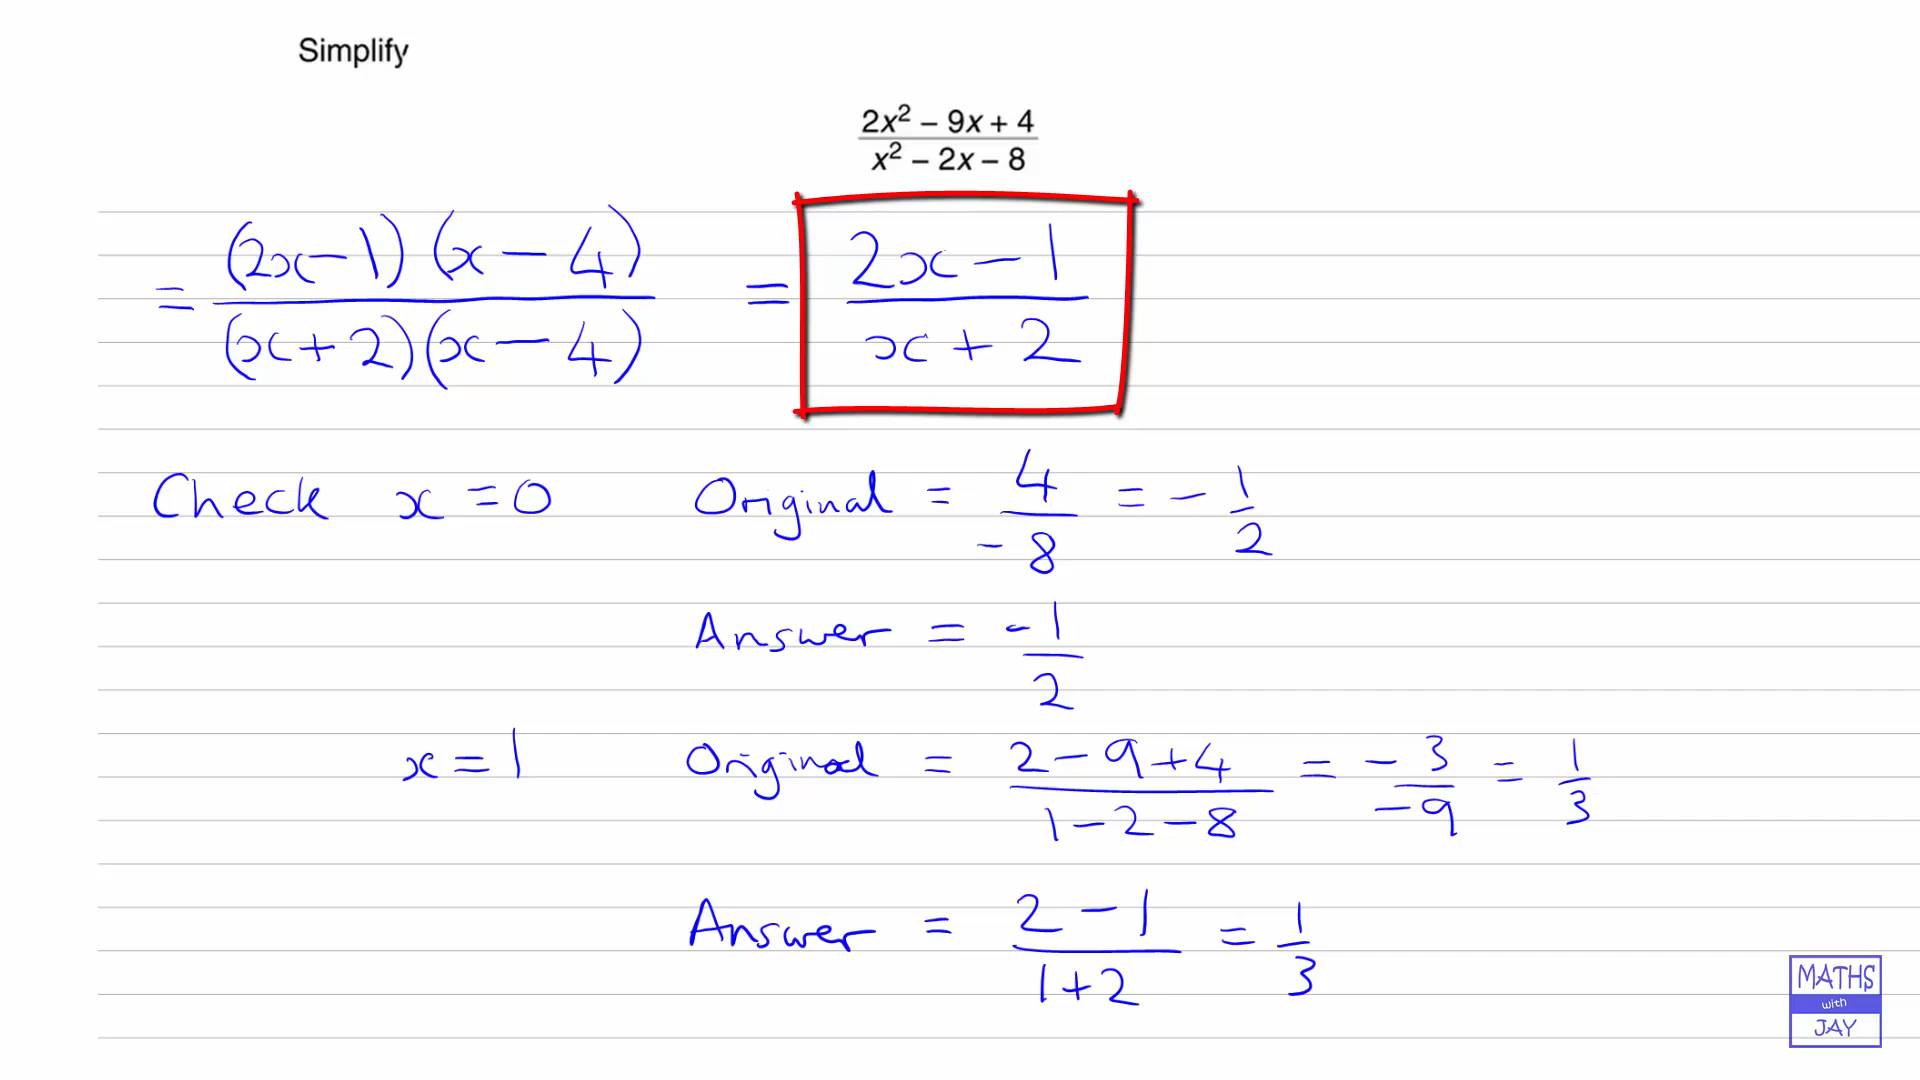 Simplify
2x² – 9x + 4
x² – 2x – 8
= (2x-1)(x-4) / (x+2)(x-4) = 2x-1 / x+2
Check x=0 Original = 4 / -8 = -1/2
Answer = -1/2
x=1 Original = 2-9+4 / 1-2-8 = -3/-9 = 1/3
Answer = 2-1 / 1+2 = 1/3
MATHS
with
JAY